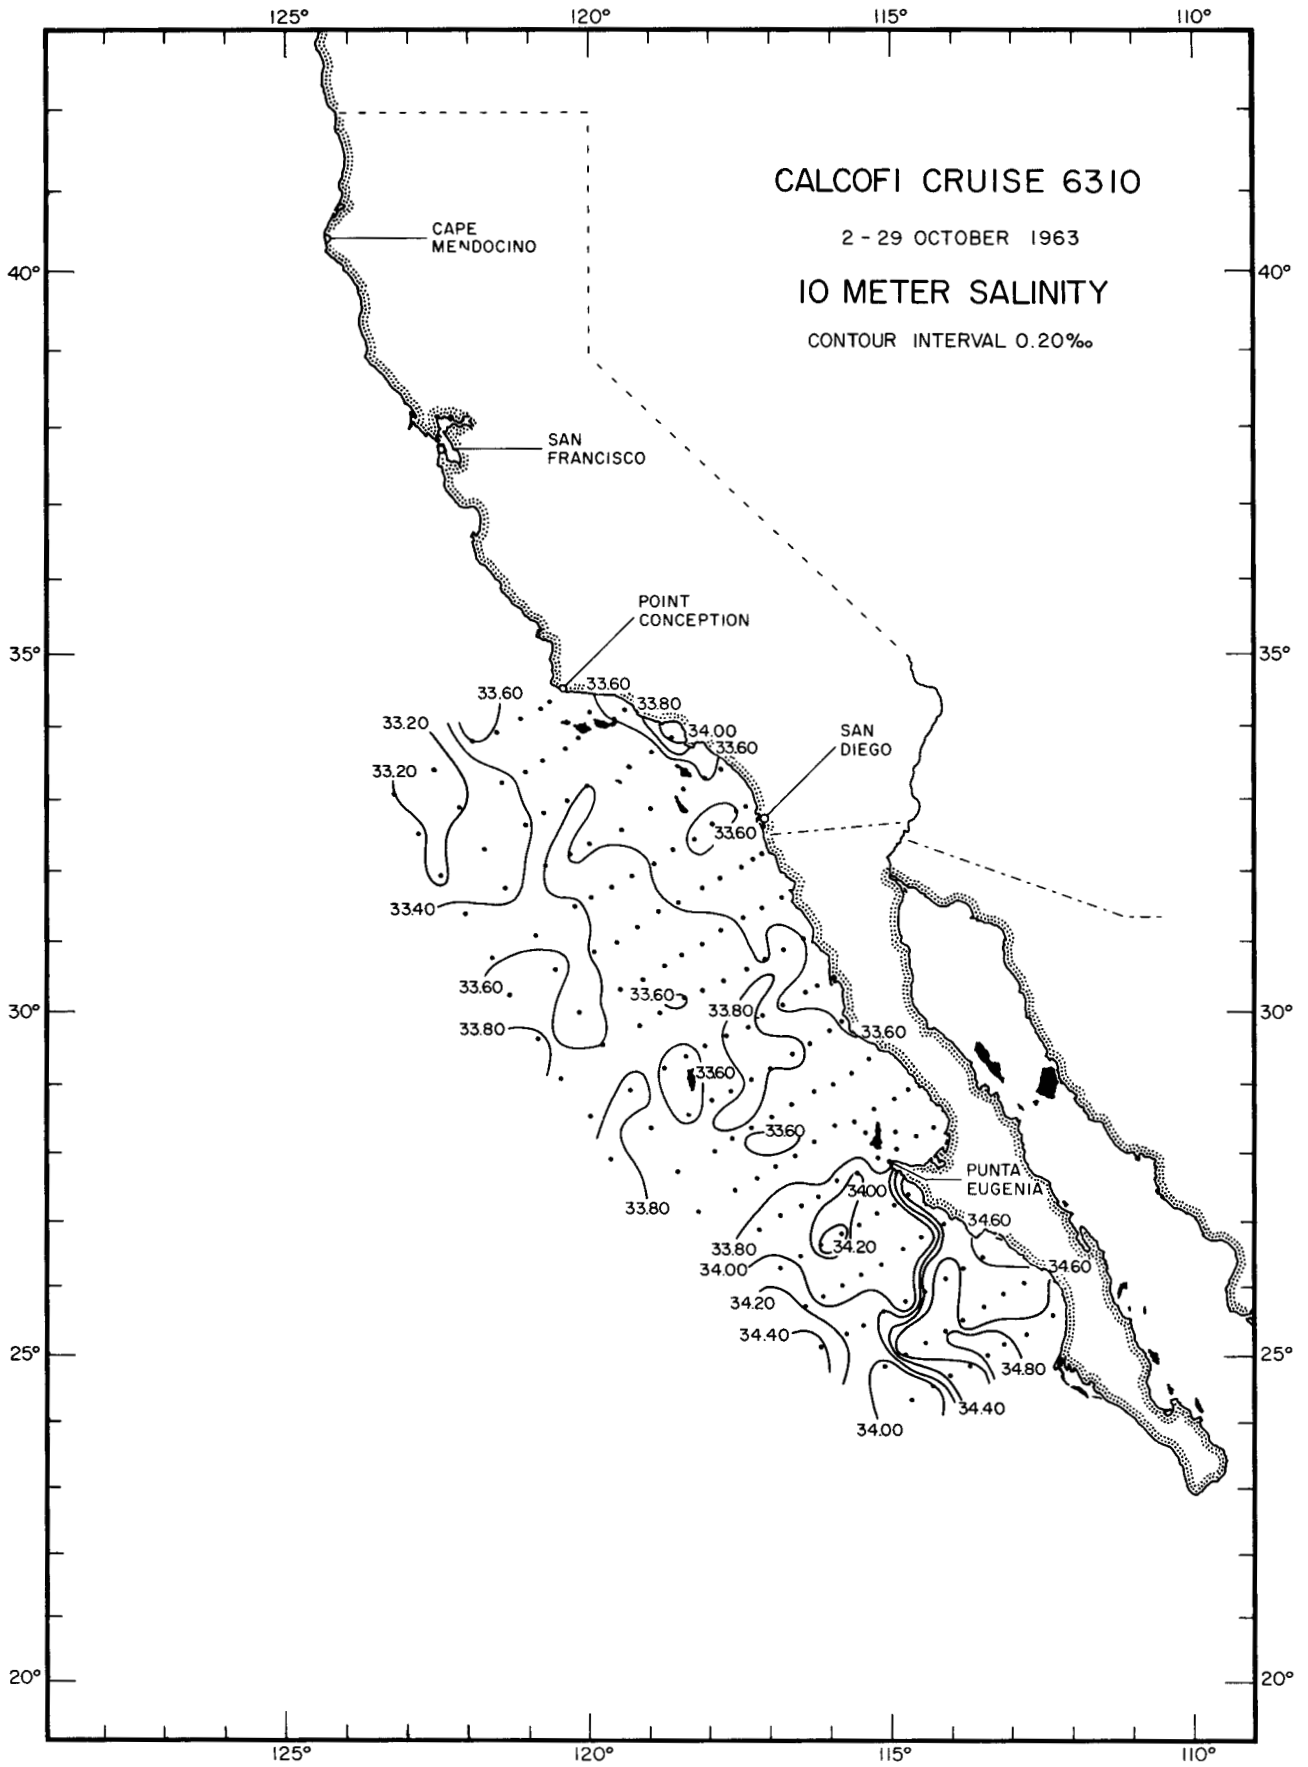 125° 120° 115° 110°
CALCOFI CRUISE 6310
2 - 29 OCTOBER 1963
10 METER SALINITY
CONTOUR INTERVAL 0.20‰
CAPE
MENDOCINO
40° 40°
SAN
FRANCISCO
POINT
CONCEPTION
35° 35°
33.60
33.60
33.80
33.20
34.00
33.60
SAN
DIEGO
33.20
33.60
33.40
33.60
33.60
33.80
30° 30°
33.80
33.60
33.60
33.60
PUNTA
EUGENIA
34.00
33.80
34.60
33.80
34.20
34.00
34.60
34.20
34.40
25° 25°
34.80
34.40
34.00
20° 20°
125° 120° 115° 110°